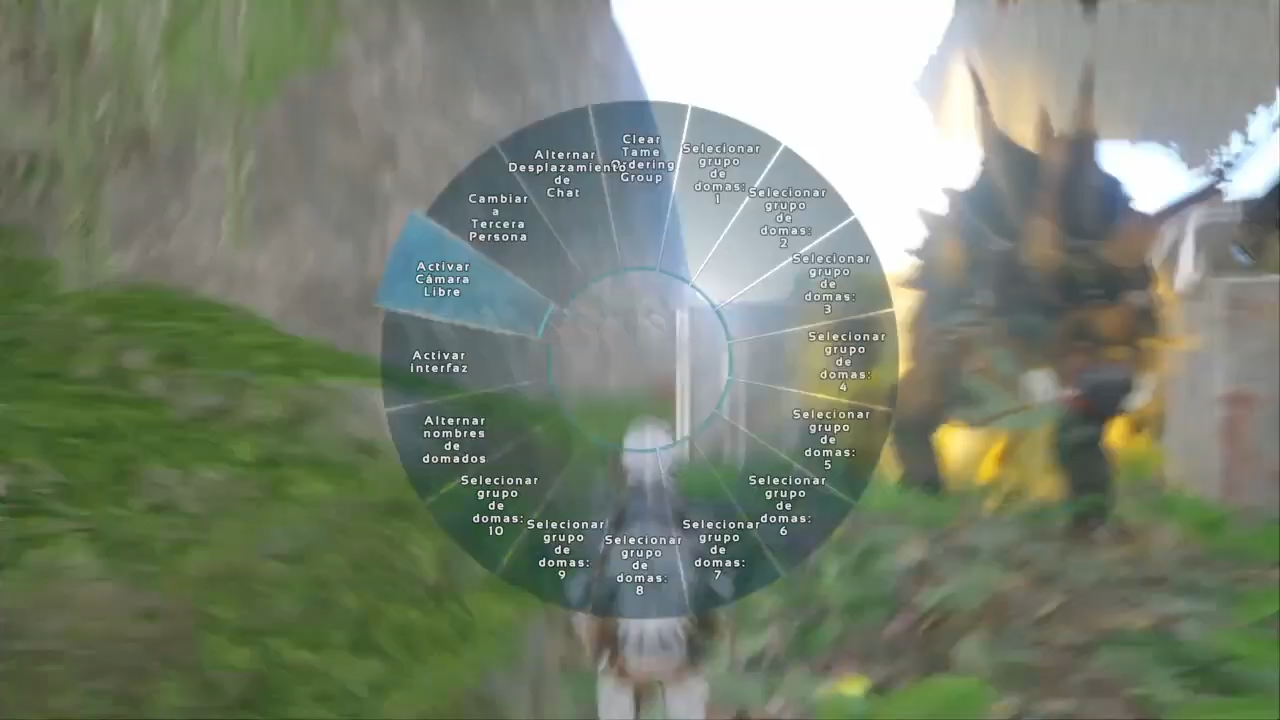 Clear
Tame
Ordering
Group
Selecionar
grupo
de
domas:
1
Selecionar
grupo
de
domas:
2
Selecionar
grupo
de
domas:
3
Selecionar
grupo
de
domas:
4
Selecionar
grupo
de
domas:
5
Selecionar
grupo
de
domas:
6
Selecionar
grupo
de
domas:
7
Selecionar
grupo
de
domas:
8
Selecionar
grupo
de
domas:
9
Selecionar
grupo
de
domas:
10
Alternar
nombres
de
domados
Activar
interfaz
Activar
Cámara
Libre
Cambiar
a
Tercera
Persona
Alternar
Desplazamiento
de
Chat